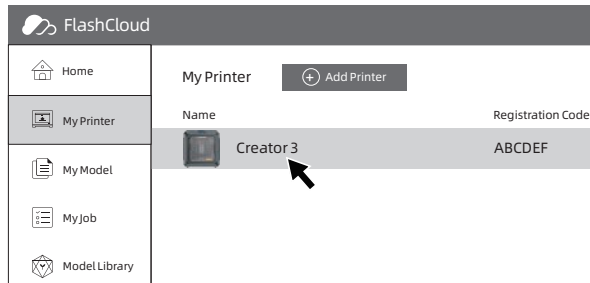 FlashCloud
Home
My Printer
My Model
My Job
Model Library
My Printer
Add Printer
Name Registration Code
Creator 3 ABCDEF